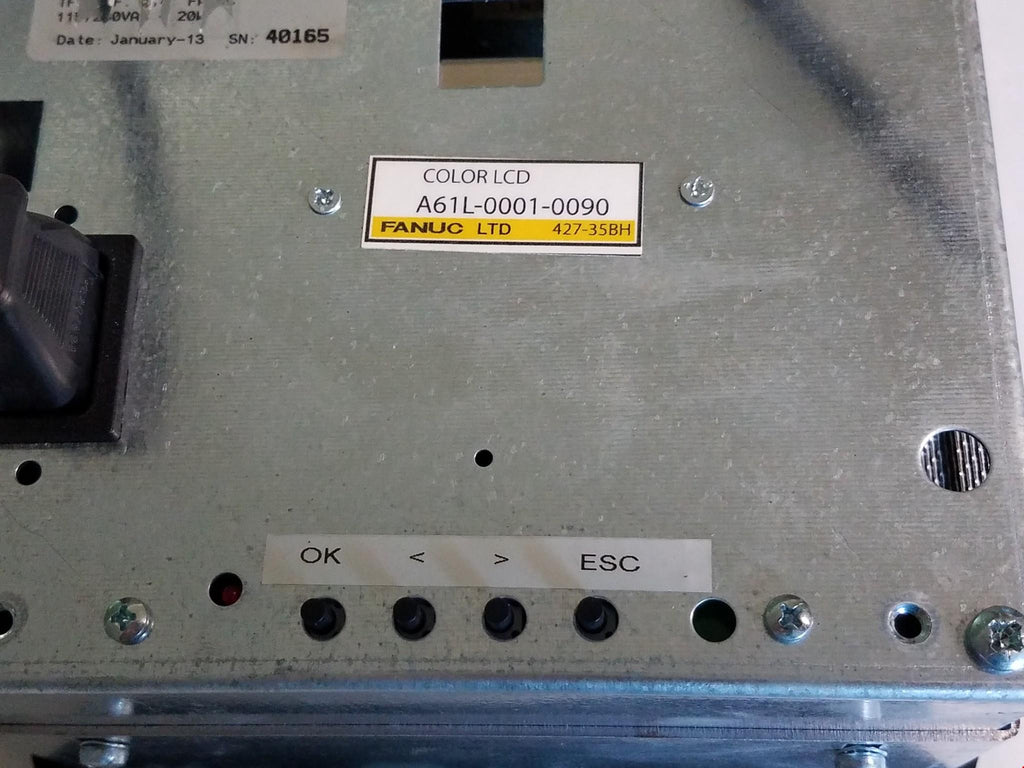 Date: January-13 SN: 40165
COLOR LCD
A61L-0001-0090
FANUC LTD 427-35BH
OK < > ESC